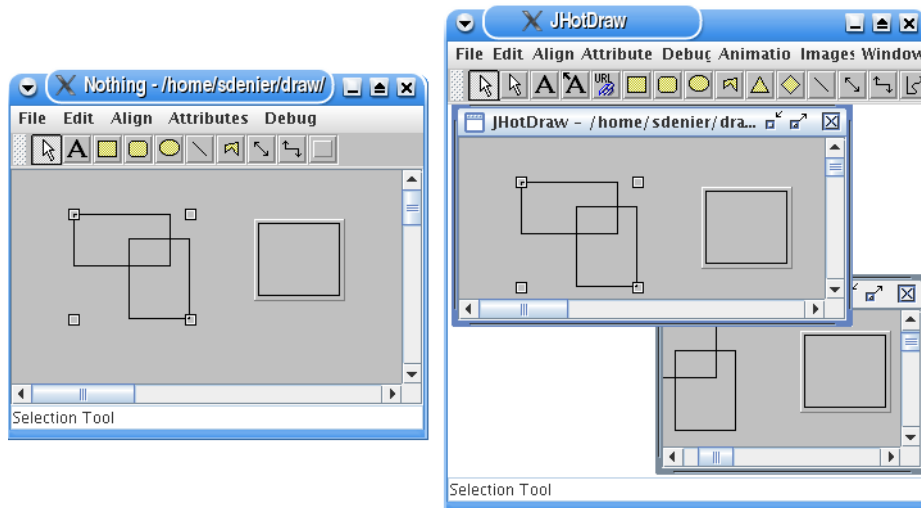 Nothing - /home/sdenier/draw/
File Edit Align Attributes Debug
A
Selection Tool
JHotDraw
File Edit Align Attribute Debug Animatio Images Window
A A URL
JHotDraw - /home/sdenier/dra...
Selection Tool